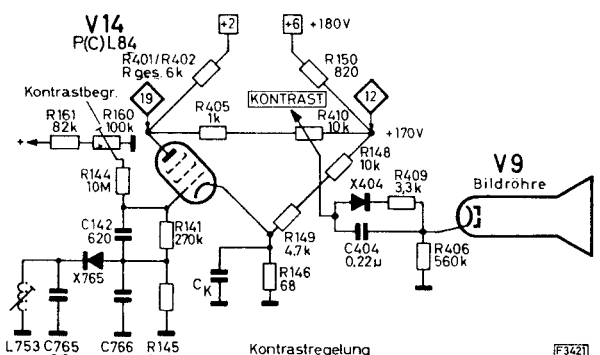 V14
P(C)L84
+2
+6 +180V
R401/R402
Rges. 6k
R150
820
Kontrastbegr.
19
KONTRAST
12
R161
82k
R160
100k
R405
1k
R410
10k
+170V
+
R144
10M
R148
10k
V9
Bildröhre
X404
R409
3,3k
C142
620
R141
270k
R149
4,7k
C404
0,22µ
R406
560k
X765
CK
R146
68
L753 C765 C766 R145
Kontrastregelung
F3421